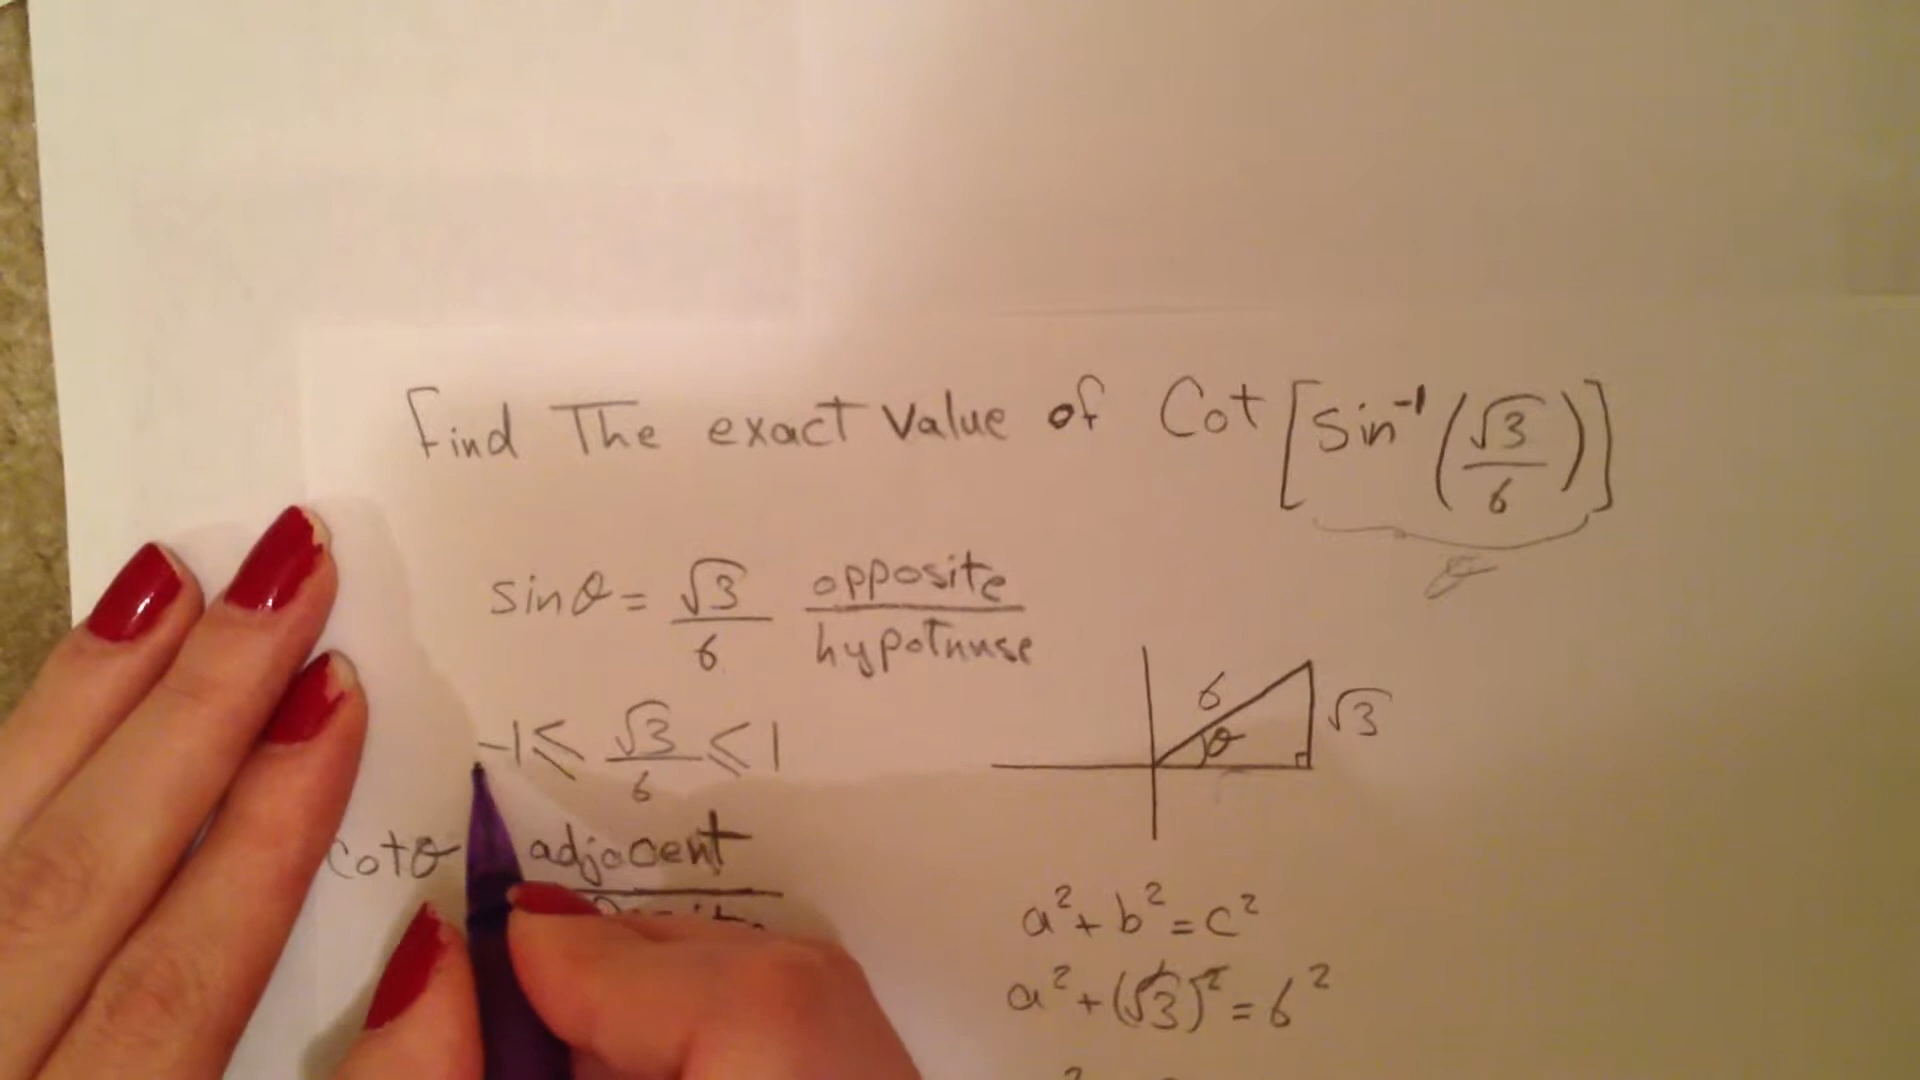 Find The exact Value of Cot [Sin⁻¹ (√3/6)]
θ
sinθ = √3/6 opposite/hypotnuse
6
θ
√3
-1 ≤ √3/6 ≤ 1
cotθ adjacent
a² + b² = c²
a² + (√3)² = 6²